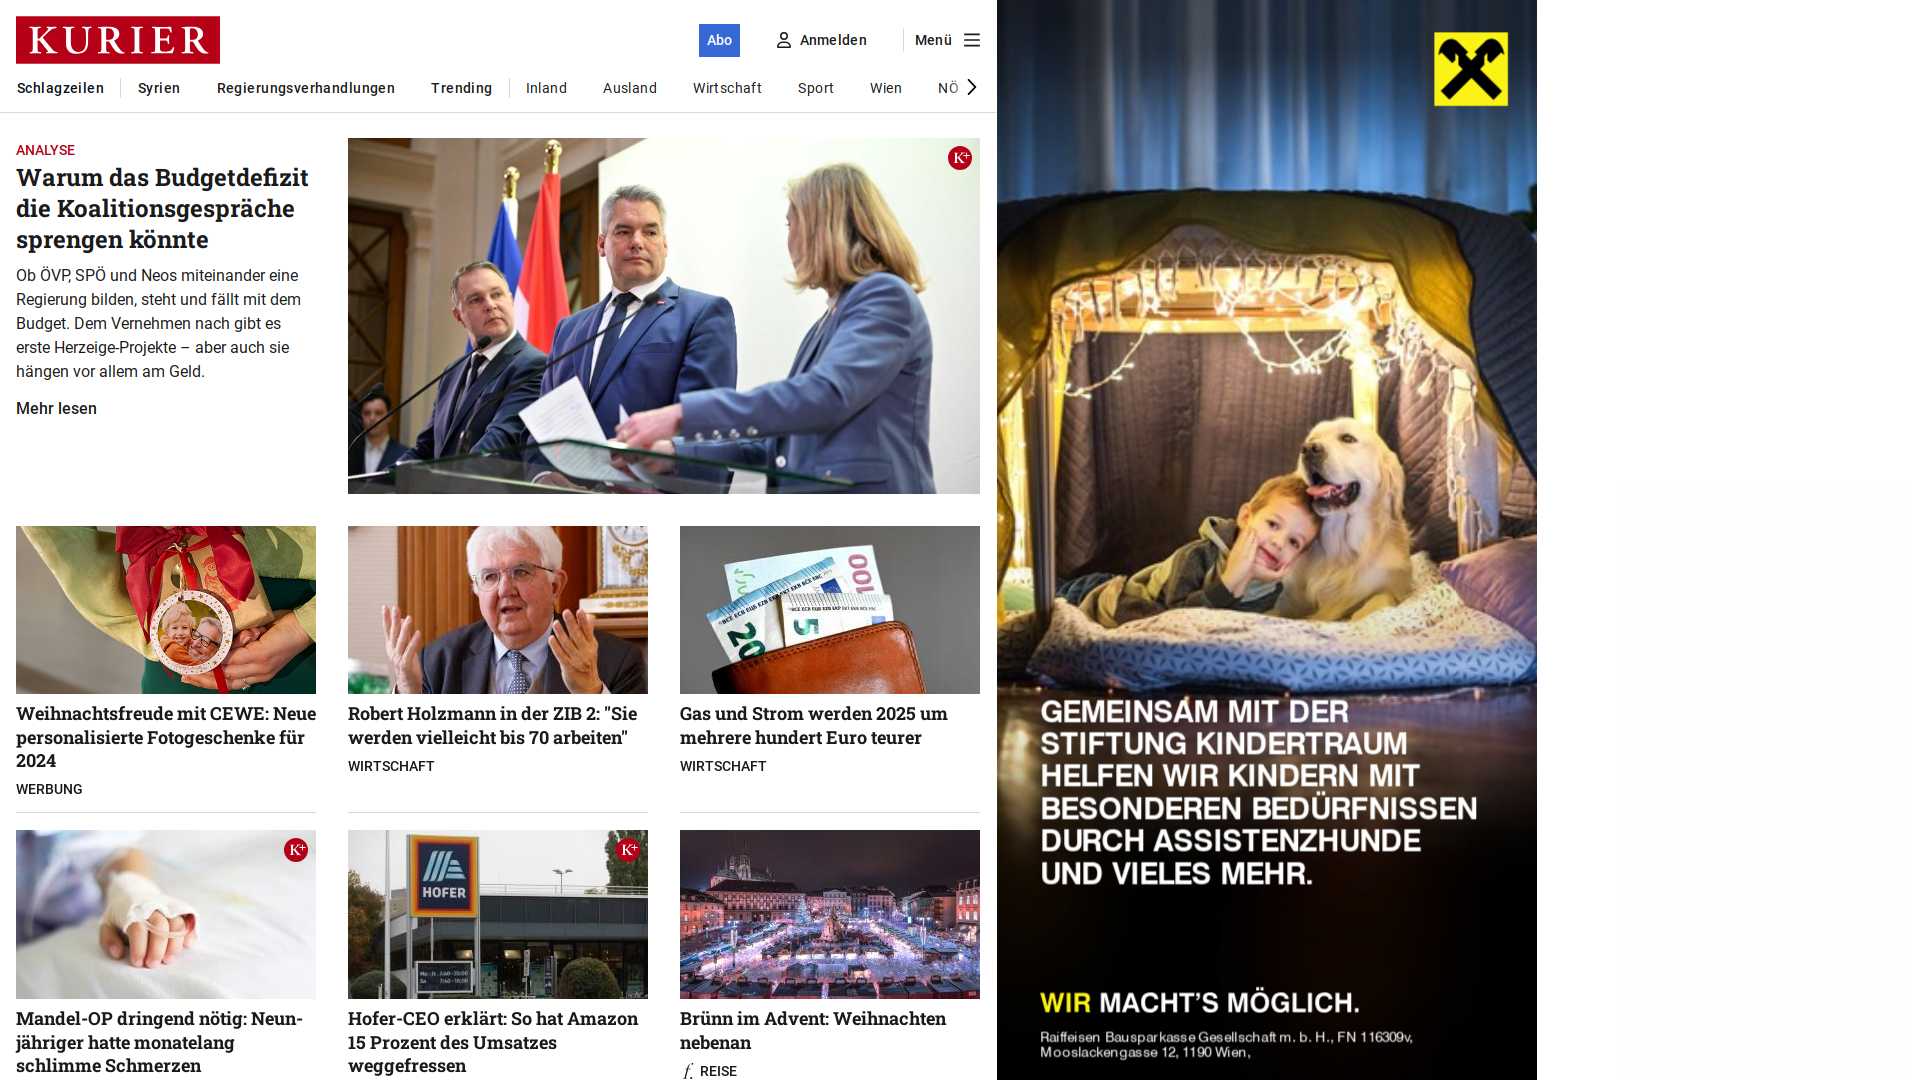 KURIER
Abo
Anmelden
Menü
Schlagzeilen
Syrien
Regierungsverhandlungen
Trending
Inland
Ausland
Wirtschaft
Sport
Wien
NÖ
ANALYSE
Warum das Budgetdefizit
die Koalitionsgespräche
sprengen könnte
Ob ÖVP, SPÖ und Neos miteinander eine
Regierung bilden, steht und fällt mit dem
Budget. Dem Vernehmen nach gibt es
erste Herzeige-Projekte – aber auch sie
hängen vor allem am Geld.
Mehr lesen
K+
Weihnachtsfreude mit CEWE: Neue
personalisierte Fotogeschenke für
2024
WERBUNG
Robert Holzmann in der ZIB 2: "Sie
werden vielleicht bis 70 arbeiten"
WIRTSCHAFT
100
20
5
Gas und Strom werden 2025 um
mehrere hundert Euro teurer
WIRTSCHAFT
K+
Mandel-OP dringend nötig: Neun-
jähriger hatte monatelang
schlimme Schmerzen
K+
HOFER
Hofer-CEO erklärt: So hat Amazon
15 Prozent des Umsatzes
weggefressen
Brünn im Advent: Weihnachten
nebenan
f. REISE
GEMEINSAM MIT DER
STIFTUNG KINDERTRAUM
HELFEN WIR KINDERN MIT
BESONDEREN BEDÜRFNISSEN
DURCH ASSISTENZHUNDE
UND VIELES MEHR.
WIR MACHT'S MÖGLICH.
Raiffeisen Bausparkasse Gesellschaft m. b. H., FN 116309v,
Mooslackengasse 12, 1190 Wien,